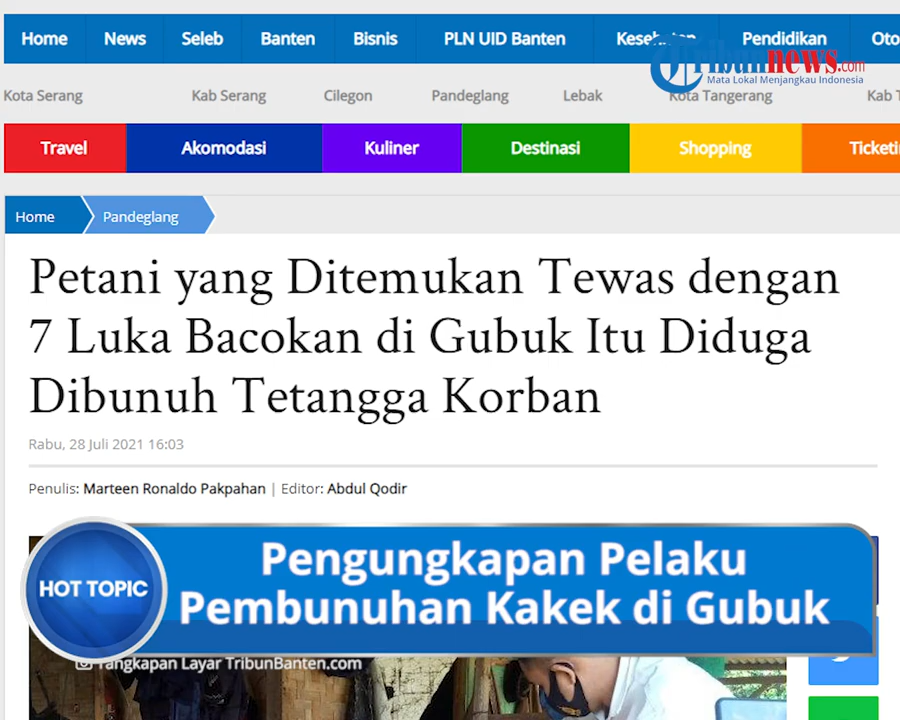 Home News Seleb Banten Bisnis PLN UID Banten Kesehatan Pendidikan Oto
Tribunnews.com
Mata Lokal Menjangkau Indonesia
Kota Serang Kab Serang Cilegon Pandeglang Lebak Kota Tangerang Kab T
Travel Akomodasi Kuliner Destinasi Shopping Ticketi
Home Pandeglang
Petani yang Ditemukan Tewas dengan
7 Luka Bacokan di Gubuk Itu Diduga
Dibunuh Tetangga Korban
Rabu, 28 Juli 2021 16:03
Penulis: Marteen Ronaldo Pakpahan | Editor: Abdul Qodir
HOT TOPIC
Pengungkapan Pelaku
Pembunuhan Kakek di Gubuk
Tangkapan Layar TribunBanten.com